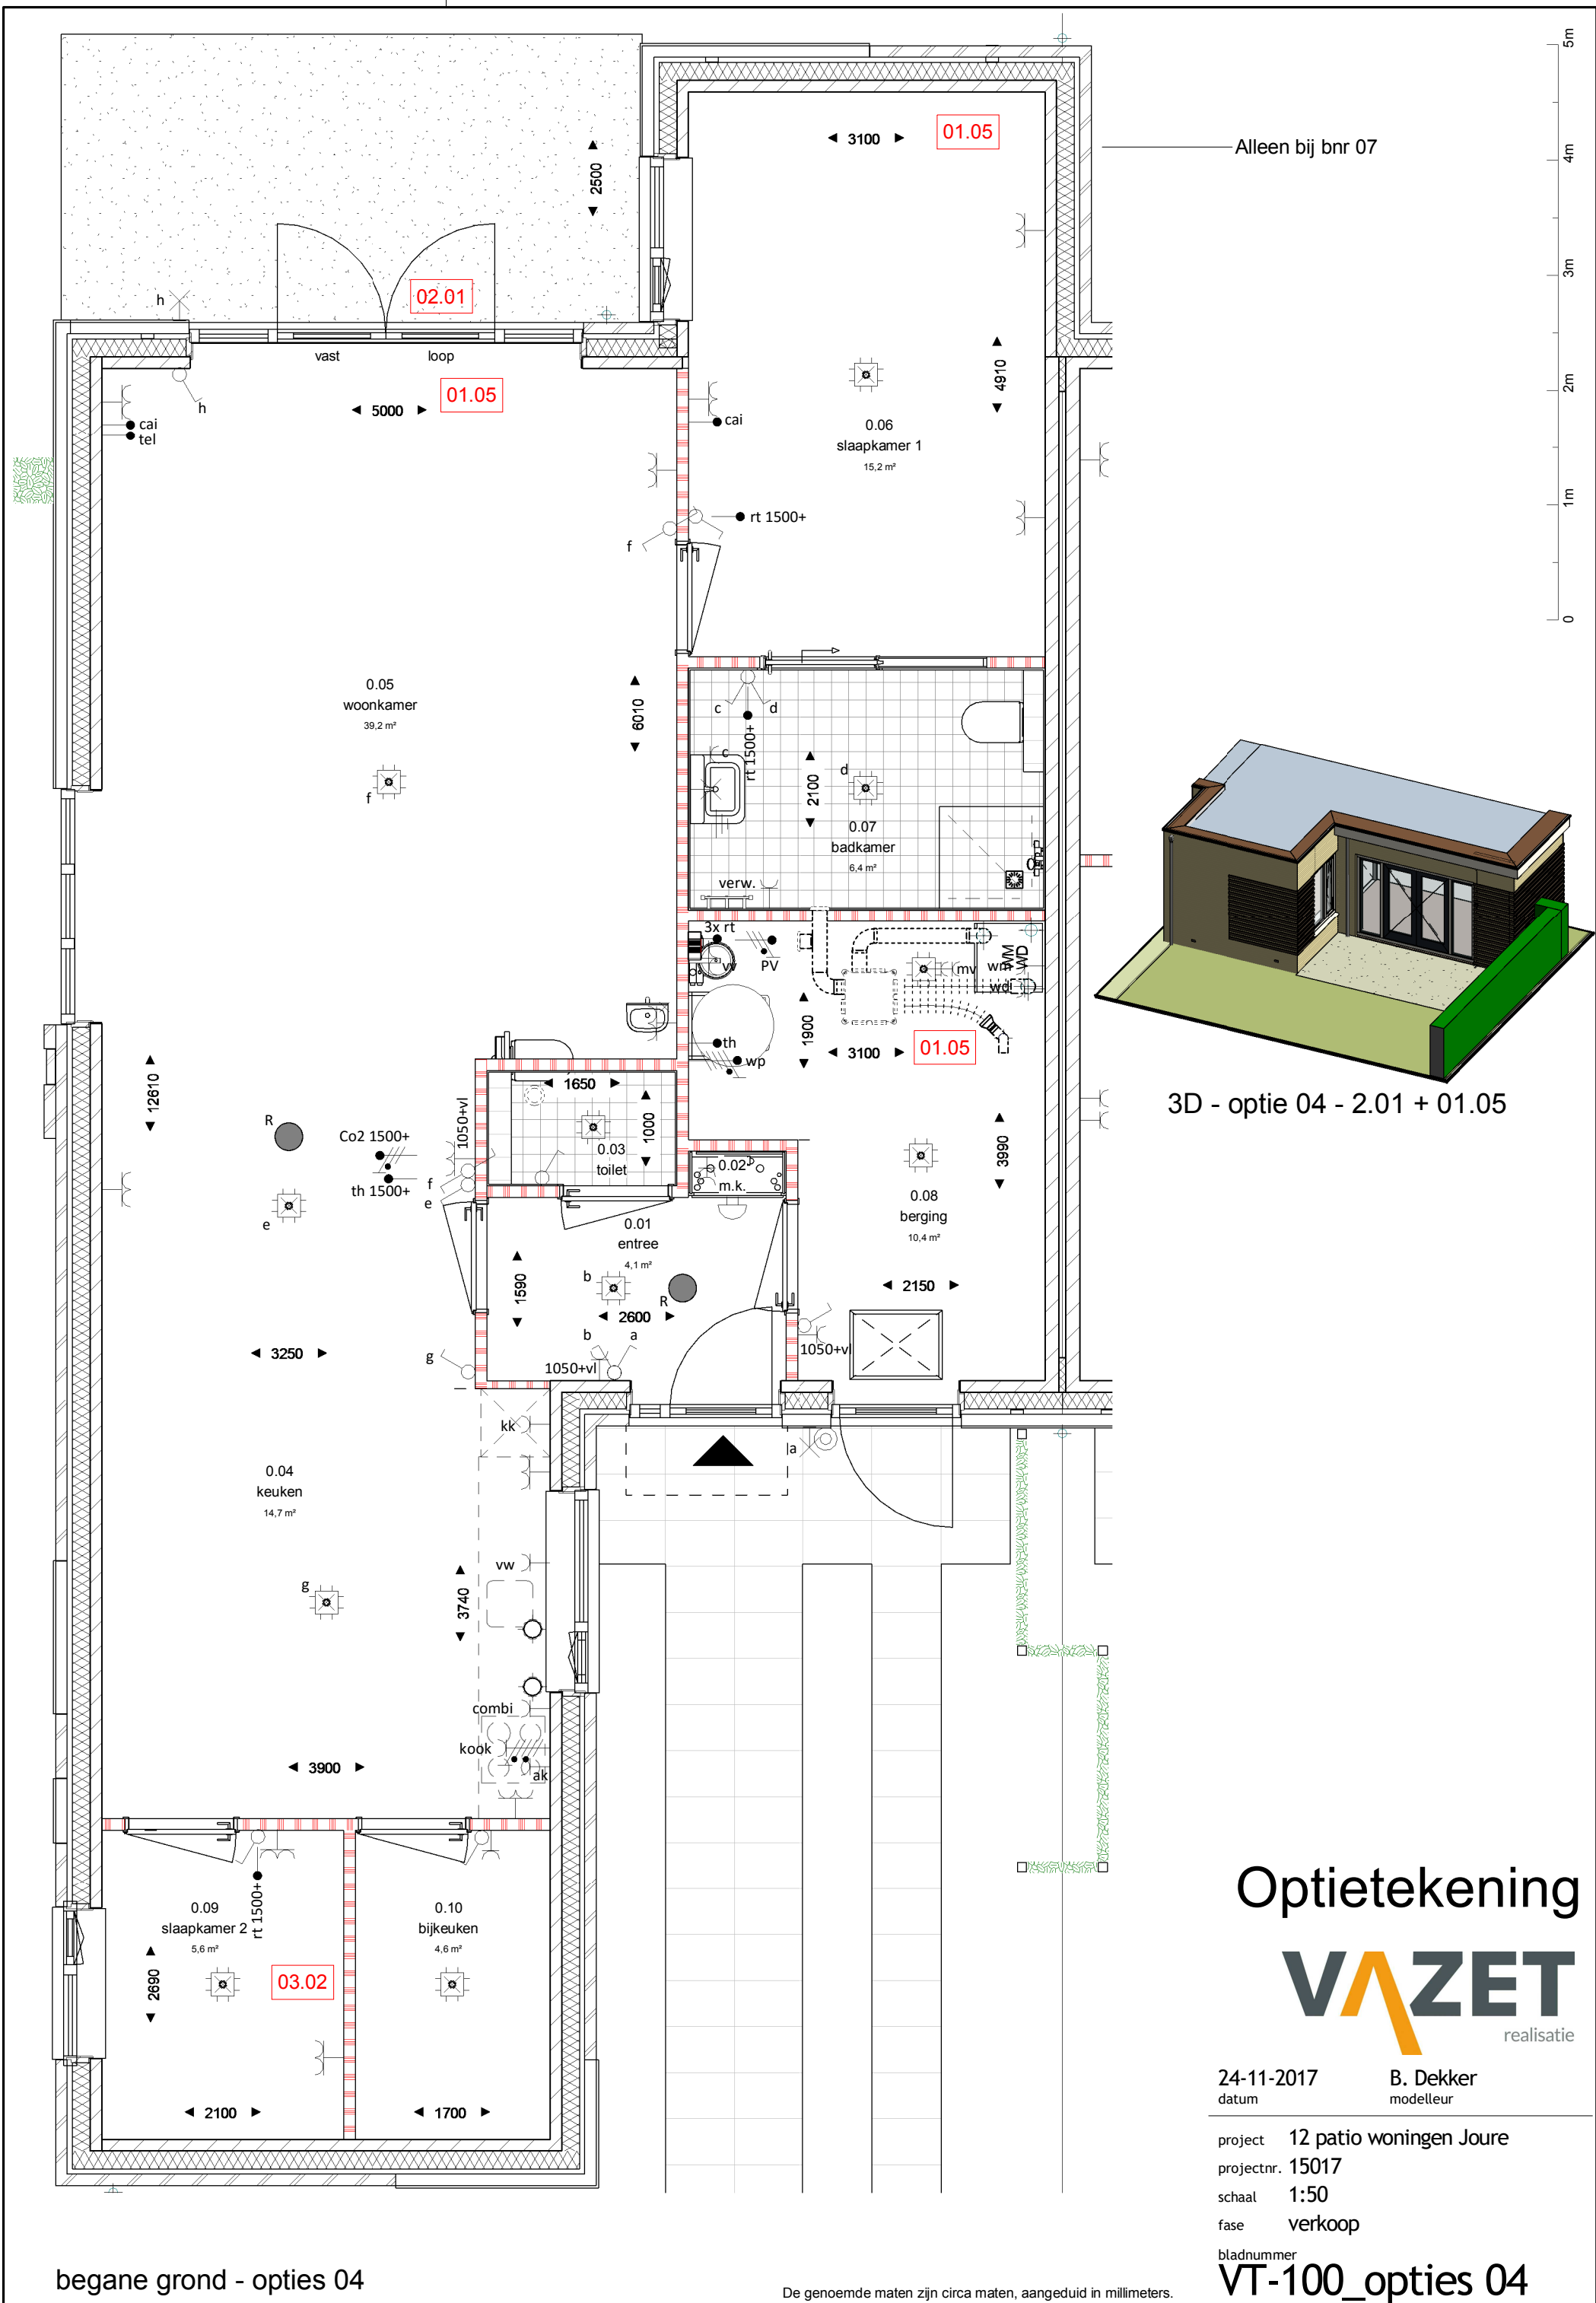 3100
01.05
Alleen bij bnr 07
5m
4m
3m
2m
1m
0
2500
02.01
h
vast
loop
h
5000
01.05
cai
tel
cai
4910
0.06
slaapkamer 1
15,2 m²
rt 1500+
f
0.05
woonkamer
39,2 m²
f
6010
c
d
rt 1500+
c
2100
d
0.07
badkamer
6,4 m²
verw.
3x rt
vv
PV
mv
wm
wd
WM
WD
th
wp
1900
3100
01.05
3D - optie 04 - 2.01 + 01.05
12610
R
Co2 1500+
th 1500+
e
1050+vl
f
e
1650
1000
0.03
toilet
0.02
m.k.
3990
0.08
berging
10,4 m²
0.01
entree
4,1 m²
b
R
1590
2600
b
a
1050+vl
2150
1050+vl
3250
g
kk
a
0.04
keuken
14,7 m²
vw
g
3740
combi
kook
ak
3900
0.09
slaapkamer 2
5,6 m²
rt 1500+
0.10
bijkeuken
4,6 m²
03.02
2690
2100
1700
Optietekening
VAZET
realisatie
24-11-2017
B. Dekker
datum
modelleur
project 12 patio woningen Joure
projectnr. 15017
schaal 1:50
fase verkoop
bladnummer
VT-100_opties 04
begane grond - opties 04
De genoemde maten zijn circa maten, aangeduid in millimeters.